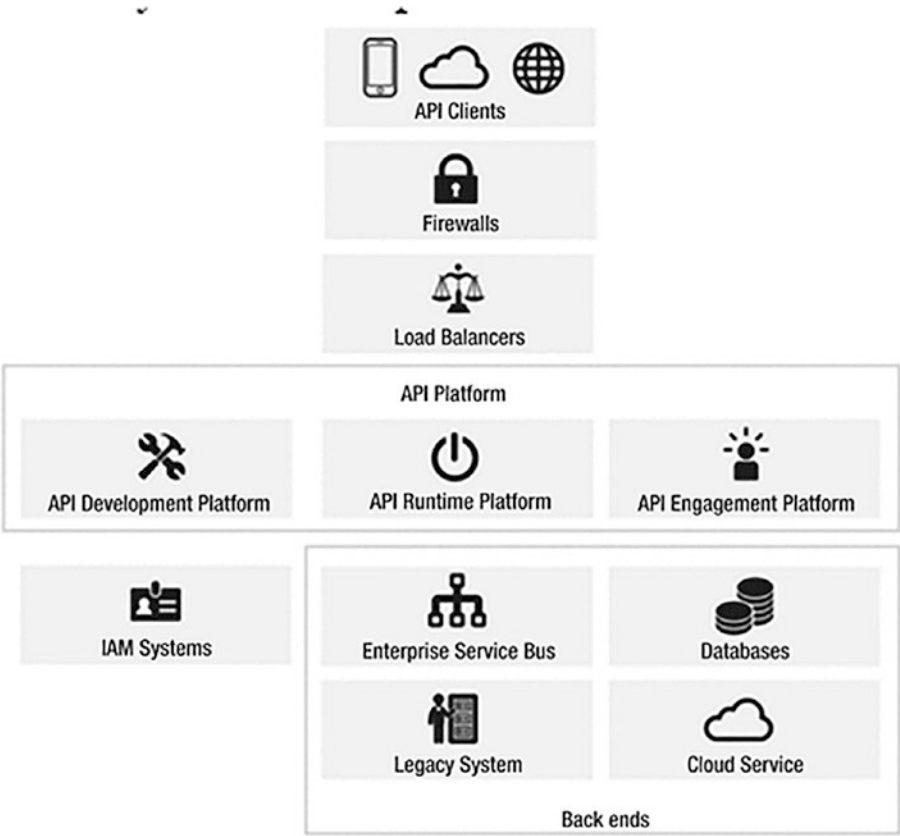 API Clients
Firewalls
Load Balancers
API Platform
API Development Platform
API Runtime Platform
API Engagement Platform
IAM Systems
Enterprise Service Bus
Databases
Legacy System
Cloud Service
Back ends